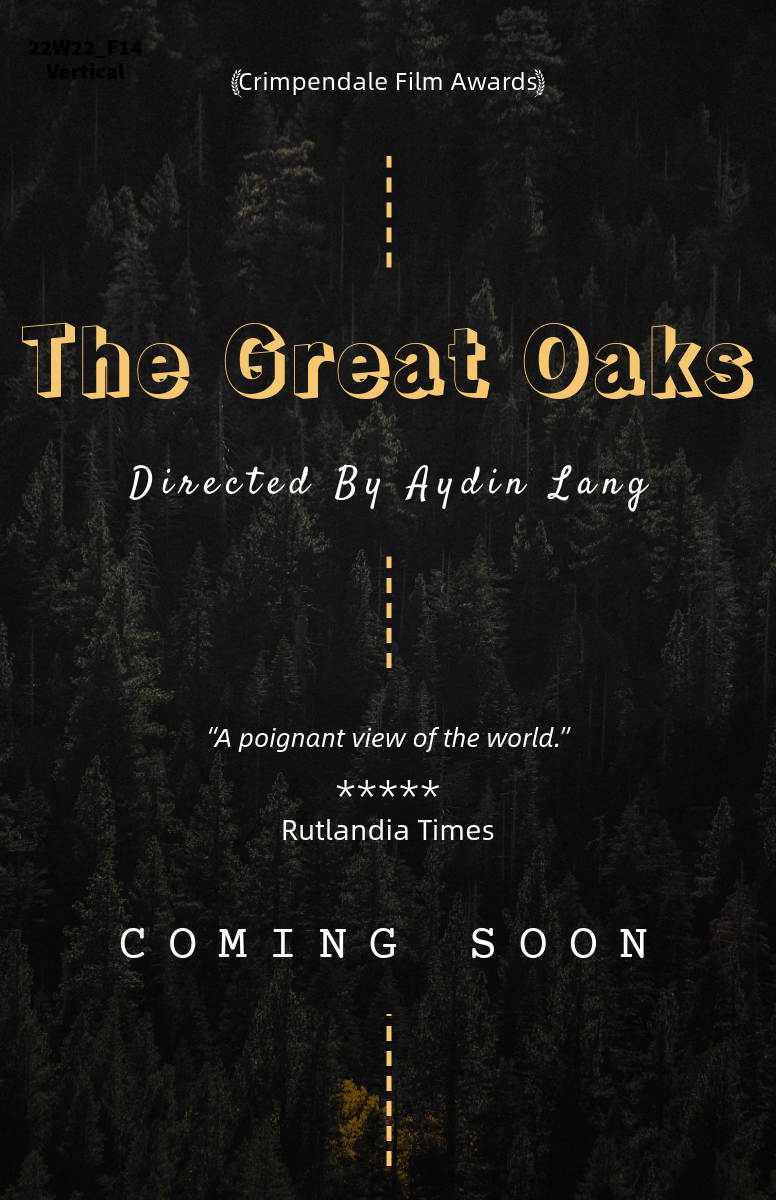 22W22_F14
Vertical
Crimpendale Film Awards
The Great Oaks
Directed By Aydin Lang
“A poignant view of the world.”
*****
Rutlandia Times
COMING SOON